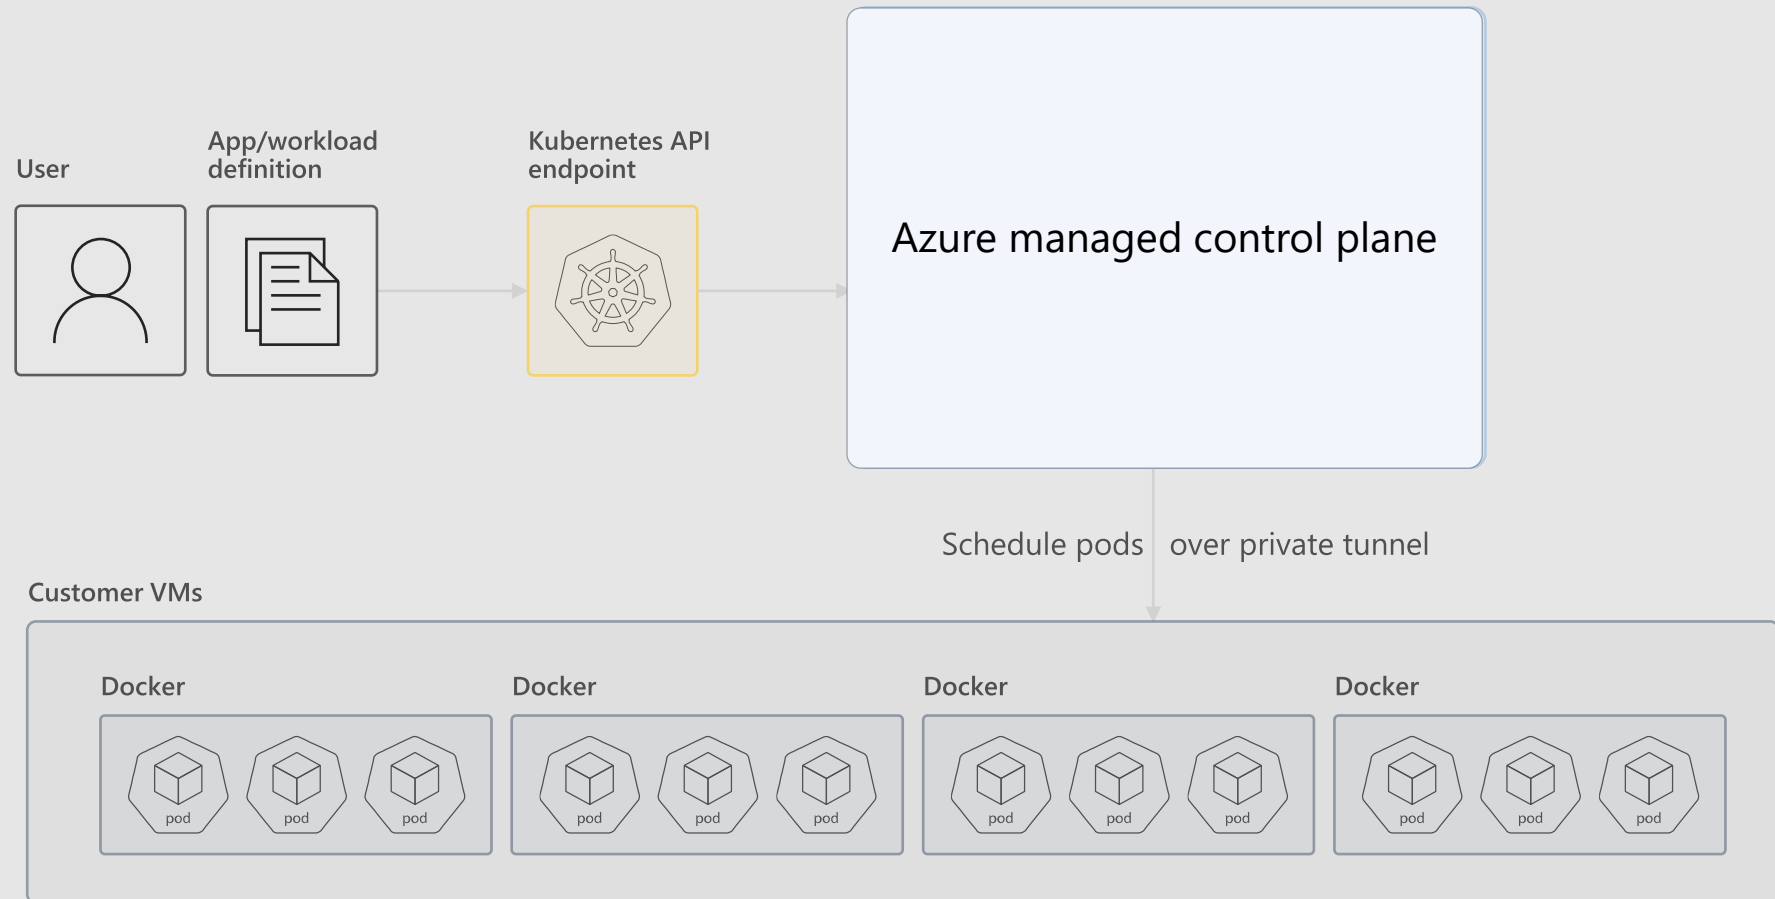 User
App/workload
definition
Kubernetes API
endpoint
Azure managed control plane
Schedule pods over private tunnel
Customer VMs
Docker
pod pod pod
Docker
pod pod pod
Docker
pod pod pod
Docker
pod pod pod